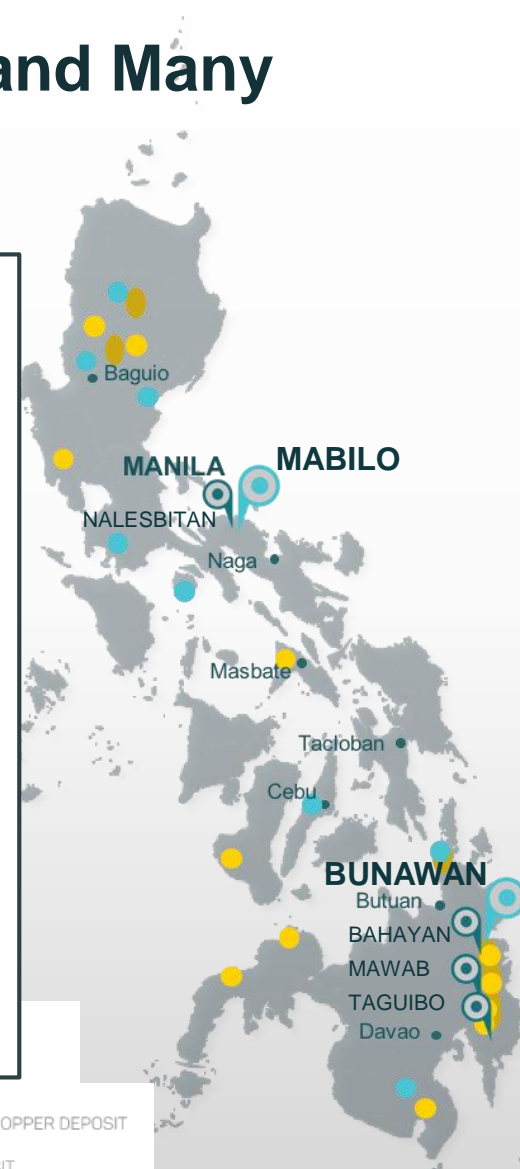 and Many
Baguio
MANILA
MABILO
NALESBITAN
Naga
Masbate
Tacloban
Cebu
BUNAWAN
Butuan
BAHAYAN
MAWAB
TAGUIBO
Davao
OPPER DEPOSIT